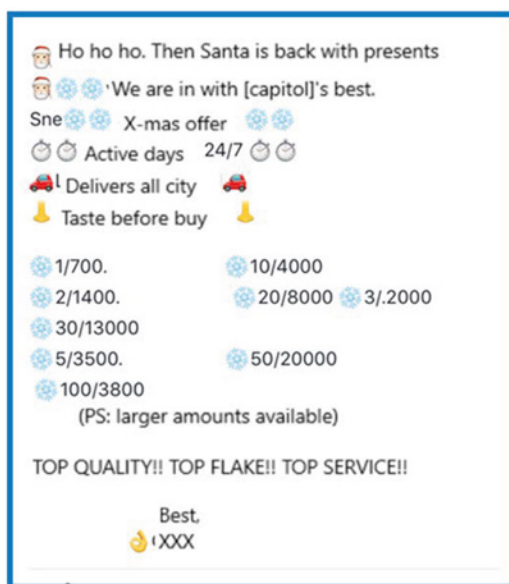 🎅 Ho ho ho. Then Santa is back with presents
🎅❄️❄️'We are in with [capitol]'s best.
Sne❄️❄️ X-mas offer ❄️❄️
⏱️⏱️ Active days 24/7 ⏱️⏱️
🚗l Delivers all city 🚗
👃 Taste before buy 👃
❄️1/700. ❄️10/4000
❄️2/1400. ❄️20/8000 ❄️3/.2000
❄️30/13000
❄️5/3500. ❄️50/20000
❄️100/3800
(PS: larger amounts available)
TOP QUALITY!! TOP FLAKE!! TOP SERVICE!!
Best,
👌(XXX